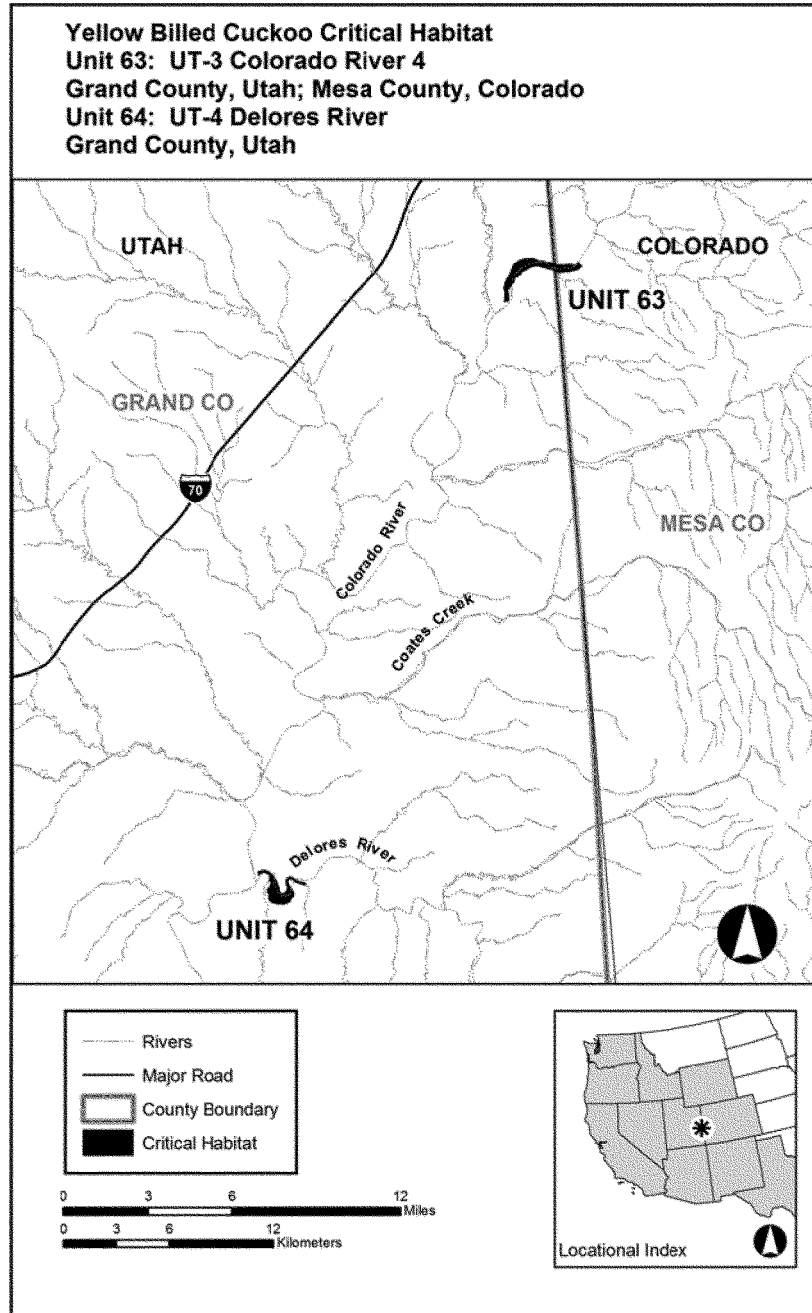 Yellow Billed Cuckoo Critical Habitat
Unit 63: UT-3 Colorado River 4
Grand County, Utah; Mesa County, Colorado
Unit 64: UT-4 Delores River
Grand County, Utah
UTAH
COLORADO
UNIT 63
GRAND CO
70
MESA CO
Colorado River
Coates Creek
Delores River
UNIT 64
Rivers
Major Road
County Boundary
Critical Habitat
0 3 6 12
Miles
0 3 6 12
Kilometers
Locational Index